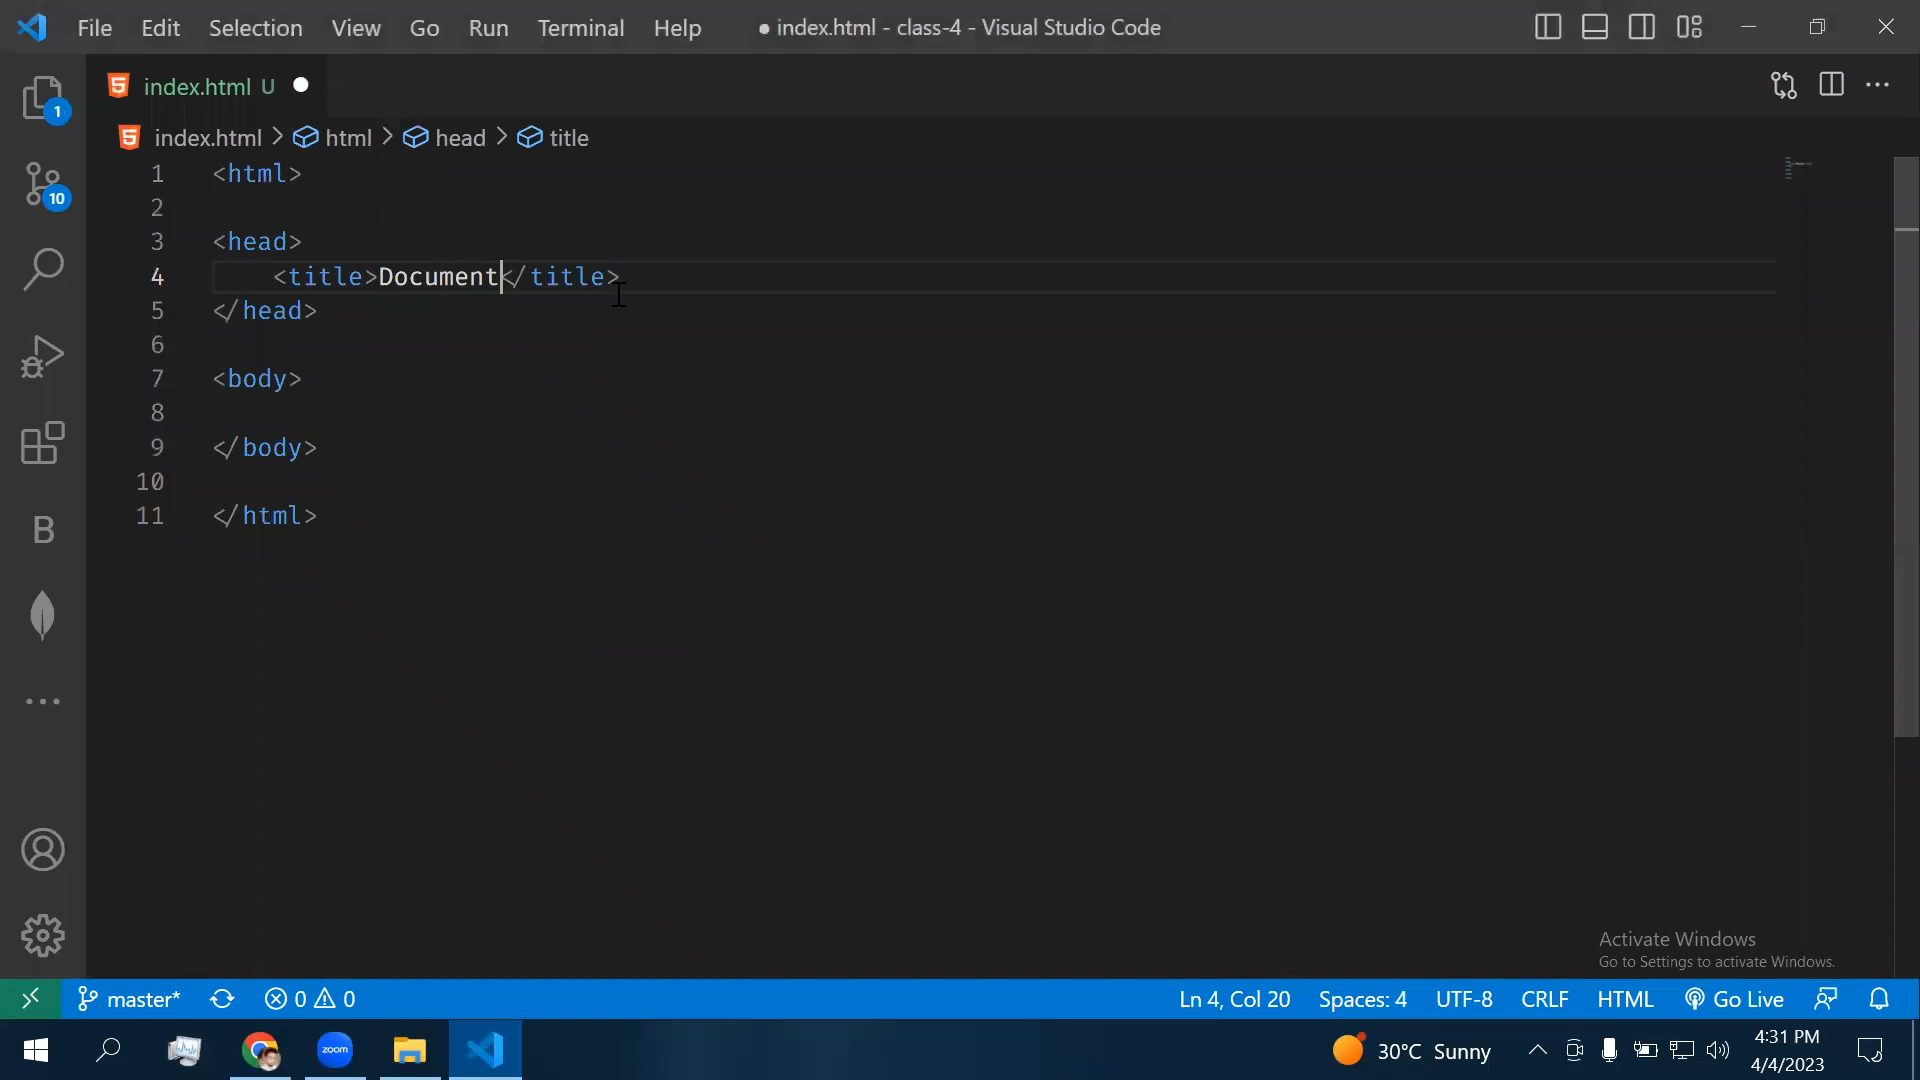 File Edit Selection View Go Run Terminal Help ● index.html - class-4 - Visual Studio Code
index.html U
index.html > html > head > title
1 <html>
2
3 <head>
4 <title>Document</title>
5 </head>
6
7 <body>
8
9 </body>
10
11 </html>
1
10
B
Activate Windows
Go to Settings to activate Windows.
master* 0 0 Ln 4, Col 20 Spaces: 4 UTF-8 CRLF HTML Go Live
zoom 30°C Sunny 4:31 PM
4/4/2023